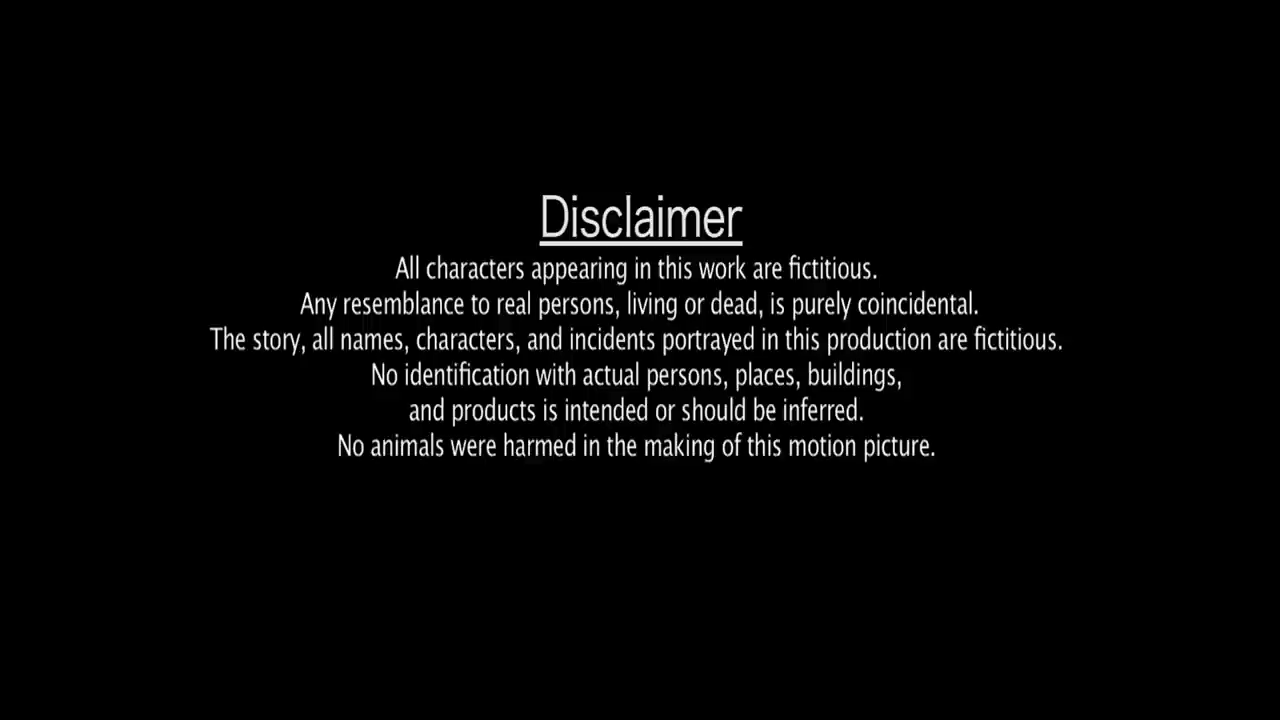 Disclaimer
All characters appearing in this work are fictitious.
Any resemblance to real persons, living or dead, is purely coincidental.
The story, all names, characters, and incidents portrayed in this production are fictitious.
No identification with actual persons, places, buildings,
and products is intended or should be inferred.
No animals were harmed in the making of this motion picture.